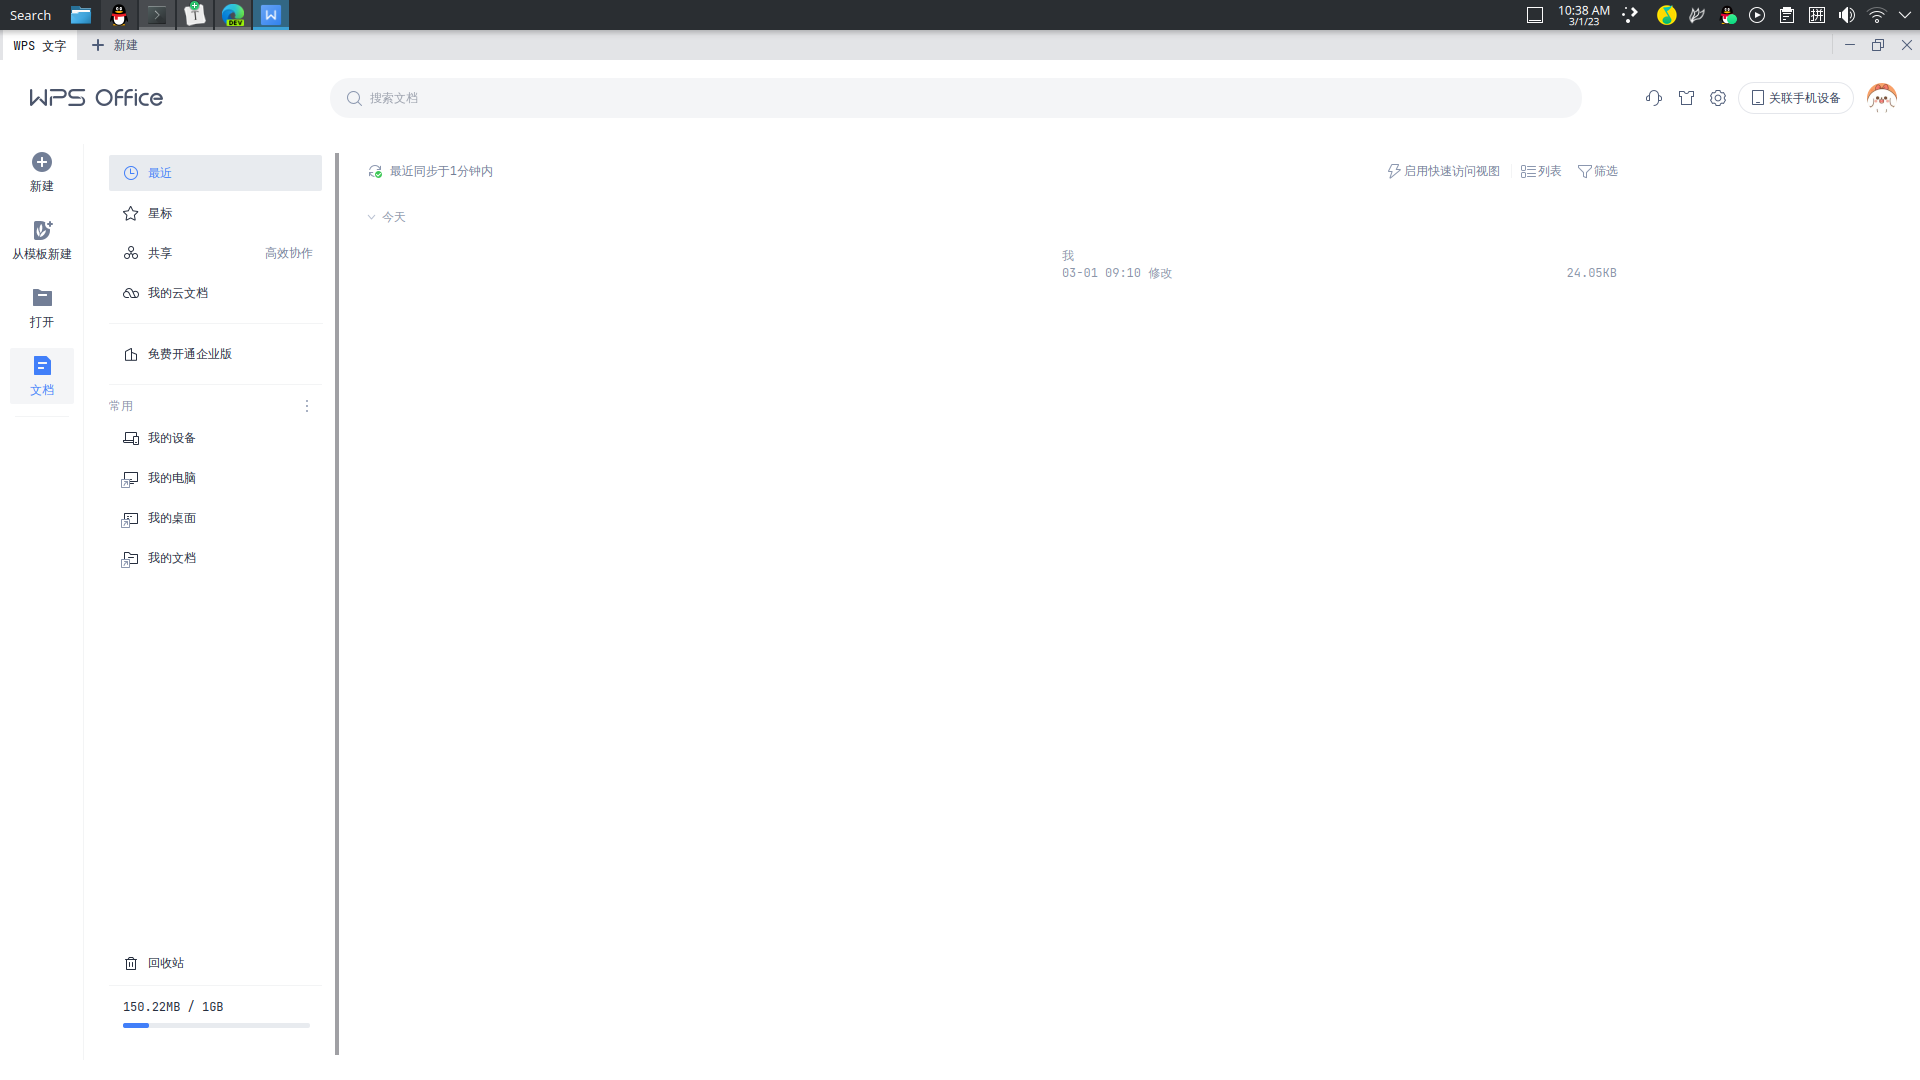 Search
10:38 AM
3/1/23
DEV
WPS 文字
新建
WPS Office
搜索文档
关联手机设备
新建
从模板新建
打开
文档
最近
星标
共享 高效协作
我的云文档
免费开通企业版
常用
我的设备
我的电脑
我的桌面
我的文档
回收站
150.22MB / 1GB
最近同步于1分钟内
启用快速访问视图 列表 筛选
今天
我
03-01 09:10 修改 24.05KB